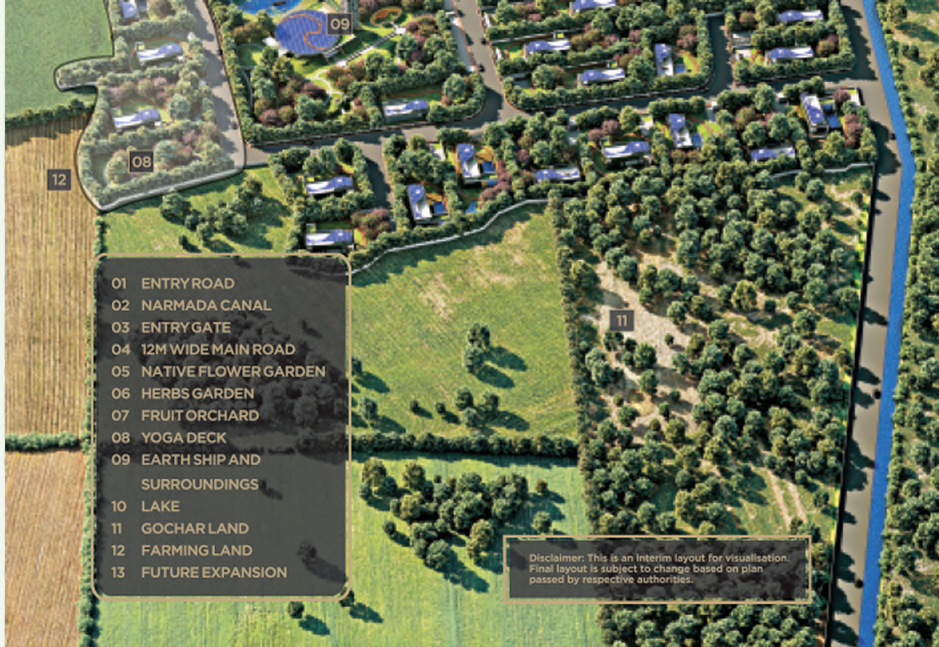 09
12
08
11
01 ENTRY ROAD
02 NARMADA CANAL
03 ENTRY GATE
04 12M WIDE MAIN ROAD
05 NATIVE FLOWER GARDEN
06 HERBS GARDEN
07 FRUIT ORCHARD
08 YOGA DECK
09 EARTH SHIP AND
SURROUNDINGS
10 LAKE
11 GOCHAR LAND
12 FARMING LAND
13 FUTURE EXPANSION
Disclaimer: This is an interim layout for visualisation.
Final layout is subject to change based on plan
passed by respective authorities.